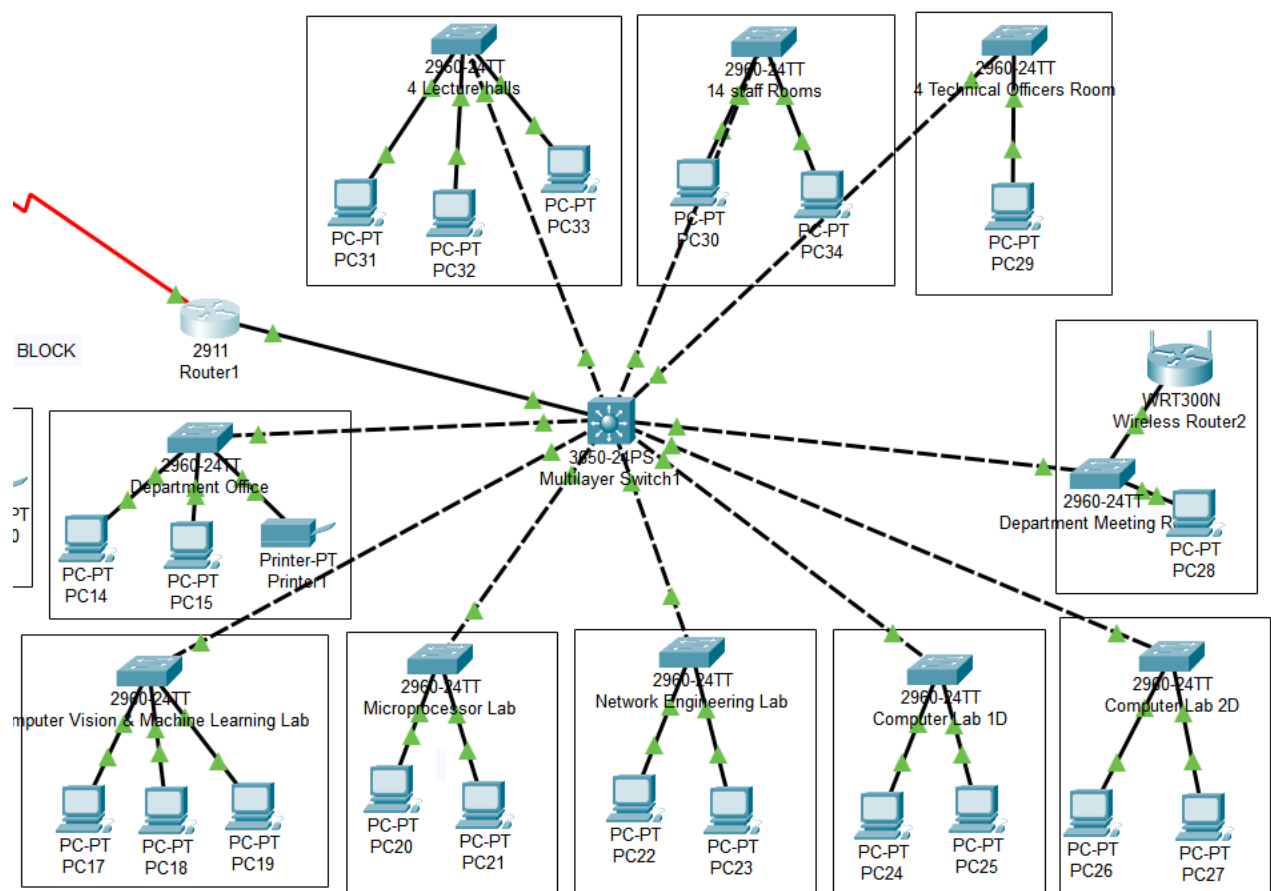 2960-24TT
4 Lecture halls
PC-PT
PC31
PC-PT
PC32
PC-PT
PC33
2960-24TT
14 staff Rooms
PC-PT
PC30
PC-PT
PC34
2960-24TT
4 Technical Officers Room
PC-PT
PC29
2911
Router1
BLOCK
WRT300N
Wireless Router2
2960-24TT
Department Meeting R
PC-PT
PC28
3650-24PS
Multilayer Switch1
2960-24TT
Department Office
PC-PT
PC14
PC-PT
PC15
Printer-PT
Printer1
PT
0
2960-24TT
mputer Vision & Machine Learning Lab
PC-PT
PC17
PC-PT
PC18
PC-PT
PC19
2960-24TT
Microprocessor Lab
PC-PT
PC20
PC-PT
PC21
2960-24TT
Network Engineering Lab
PC-PT
PC22
PC-PT
PC23
2960-24TT
Computer Lab 1D
PC-PT
PC24
PC-PT
PC25
2960-24TT
Computer Lab 2D
PC-PT
PC26
PC-PT
PC27